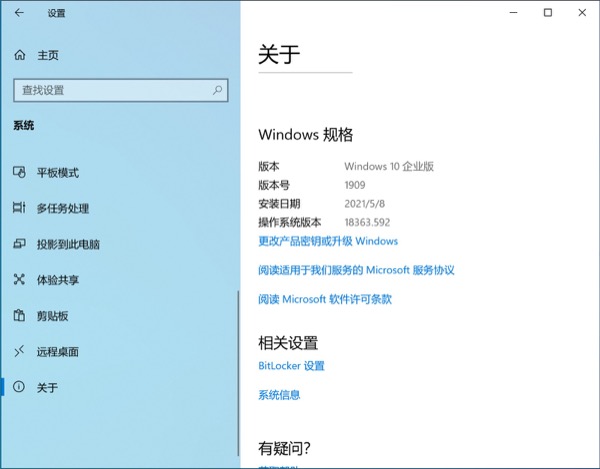 设置
主页
查找设置
系统
平板模式
多任务处理
投影到此电脑
体验共享
剪贴板
远程桌面
关于
关于
Windows 规格
版本 Windows 10 企业版
版本号 1909
安装日期 2021/5/8
操作系统版本 18363.592
更改产品密钥或升级 Windows
阅读适用于我们服务的 Microsoft 服务协议
阅读 Microsoft 软件许可条款
相关设置
BitLocker 设置
系统信息
有疑问?